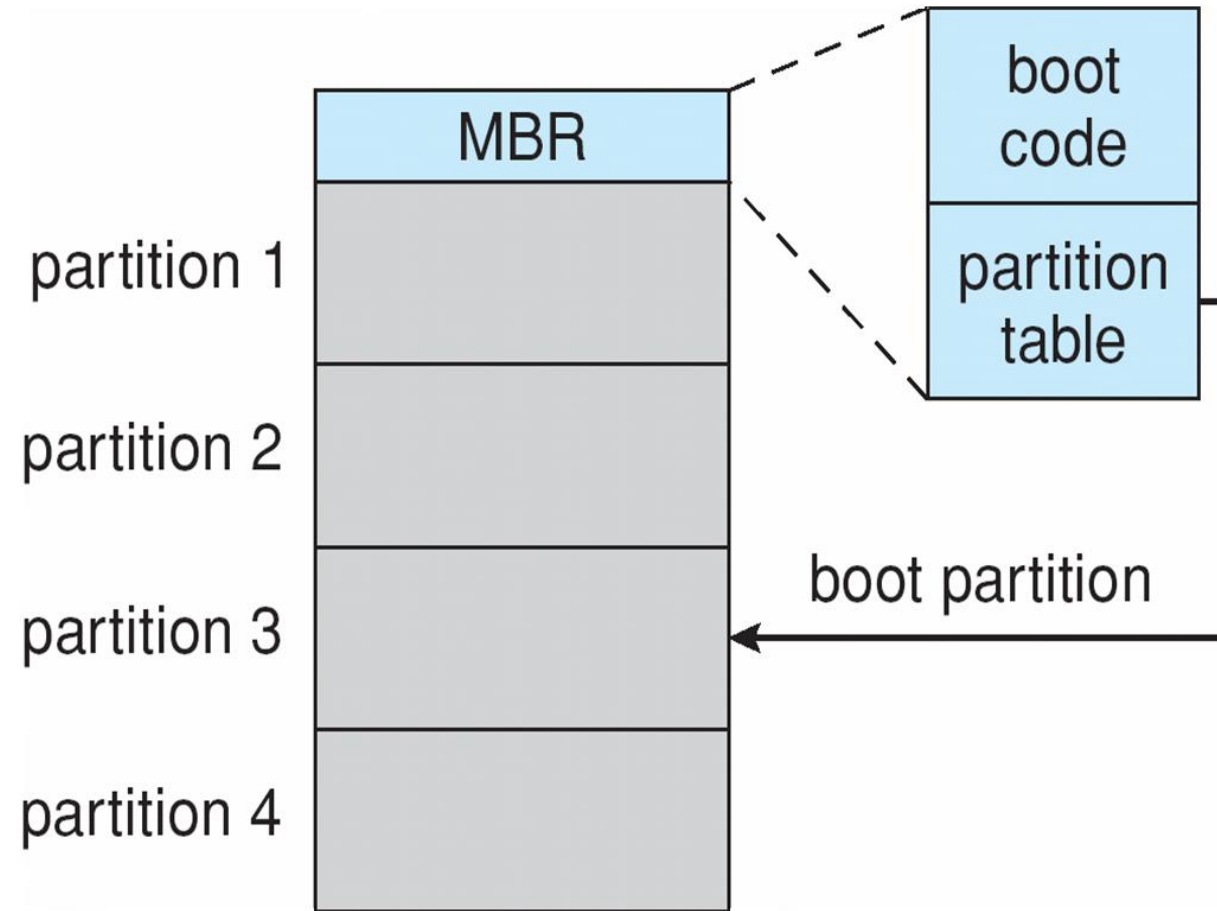 MBR
boot
code
partition
table
partition 1
partition 2
boot partition
partition 3
partition 4